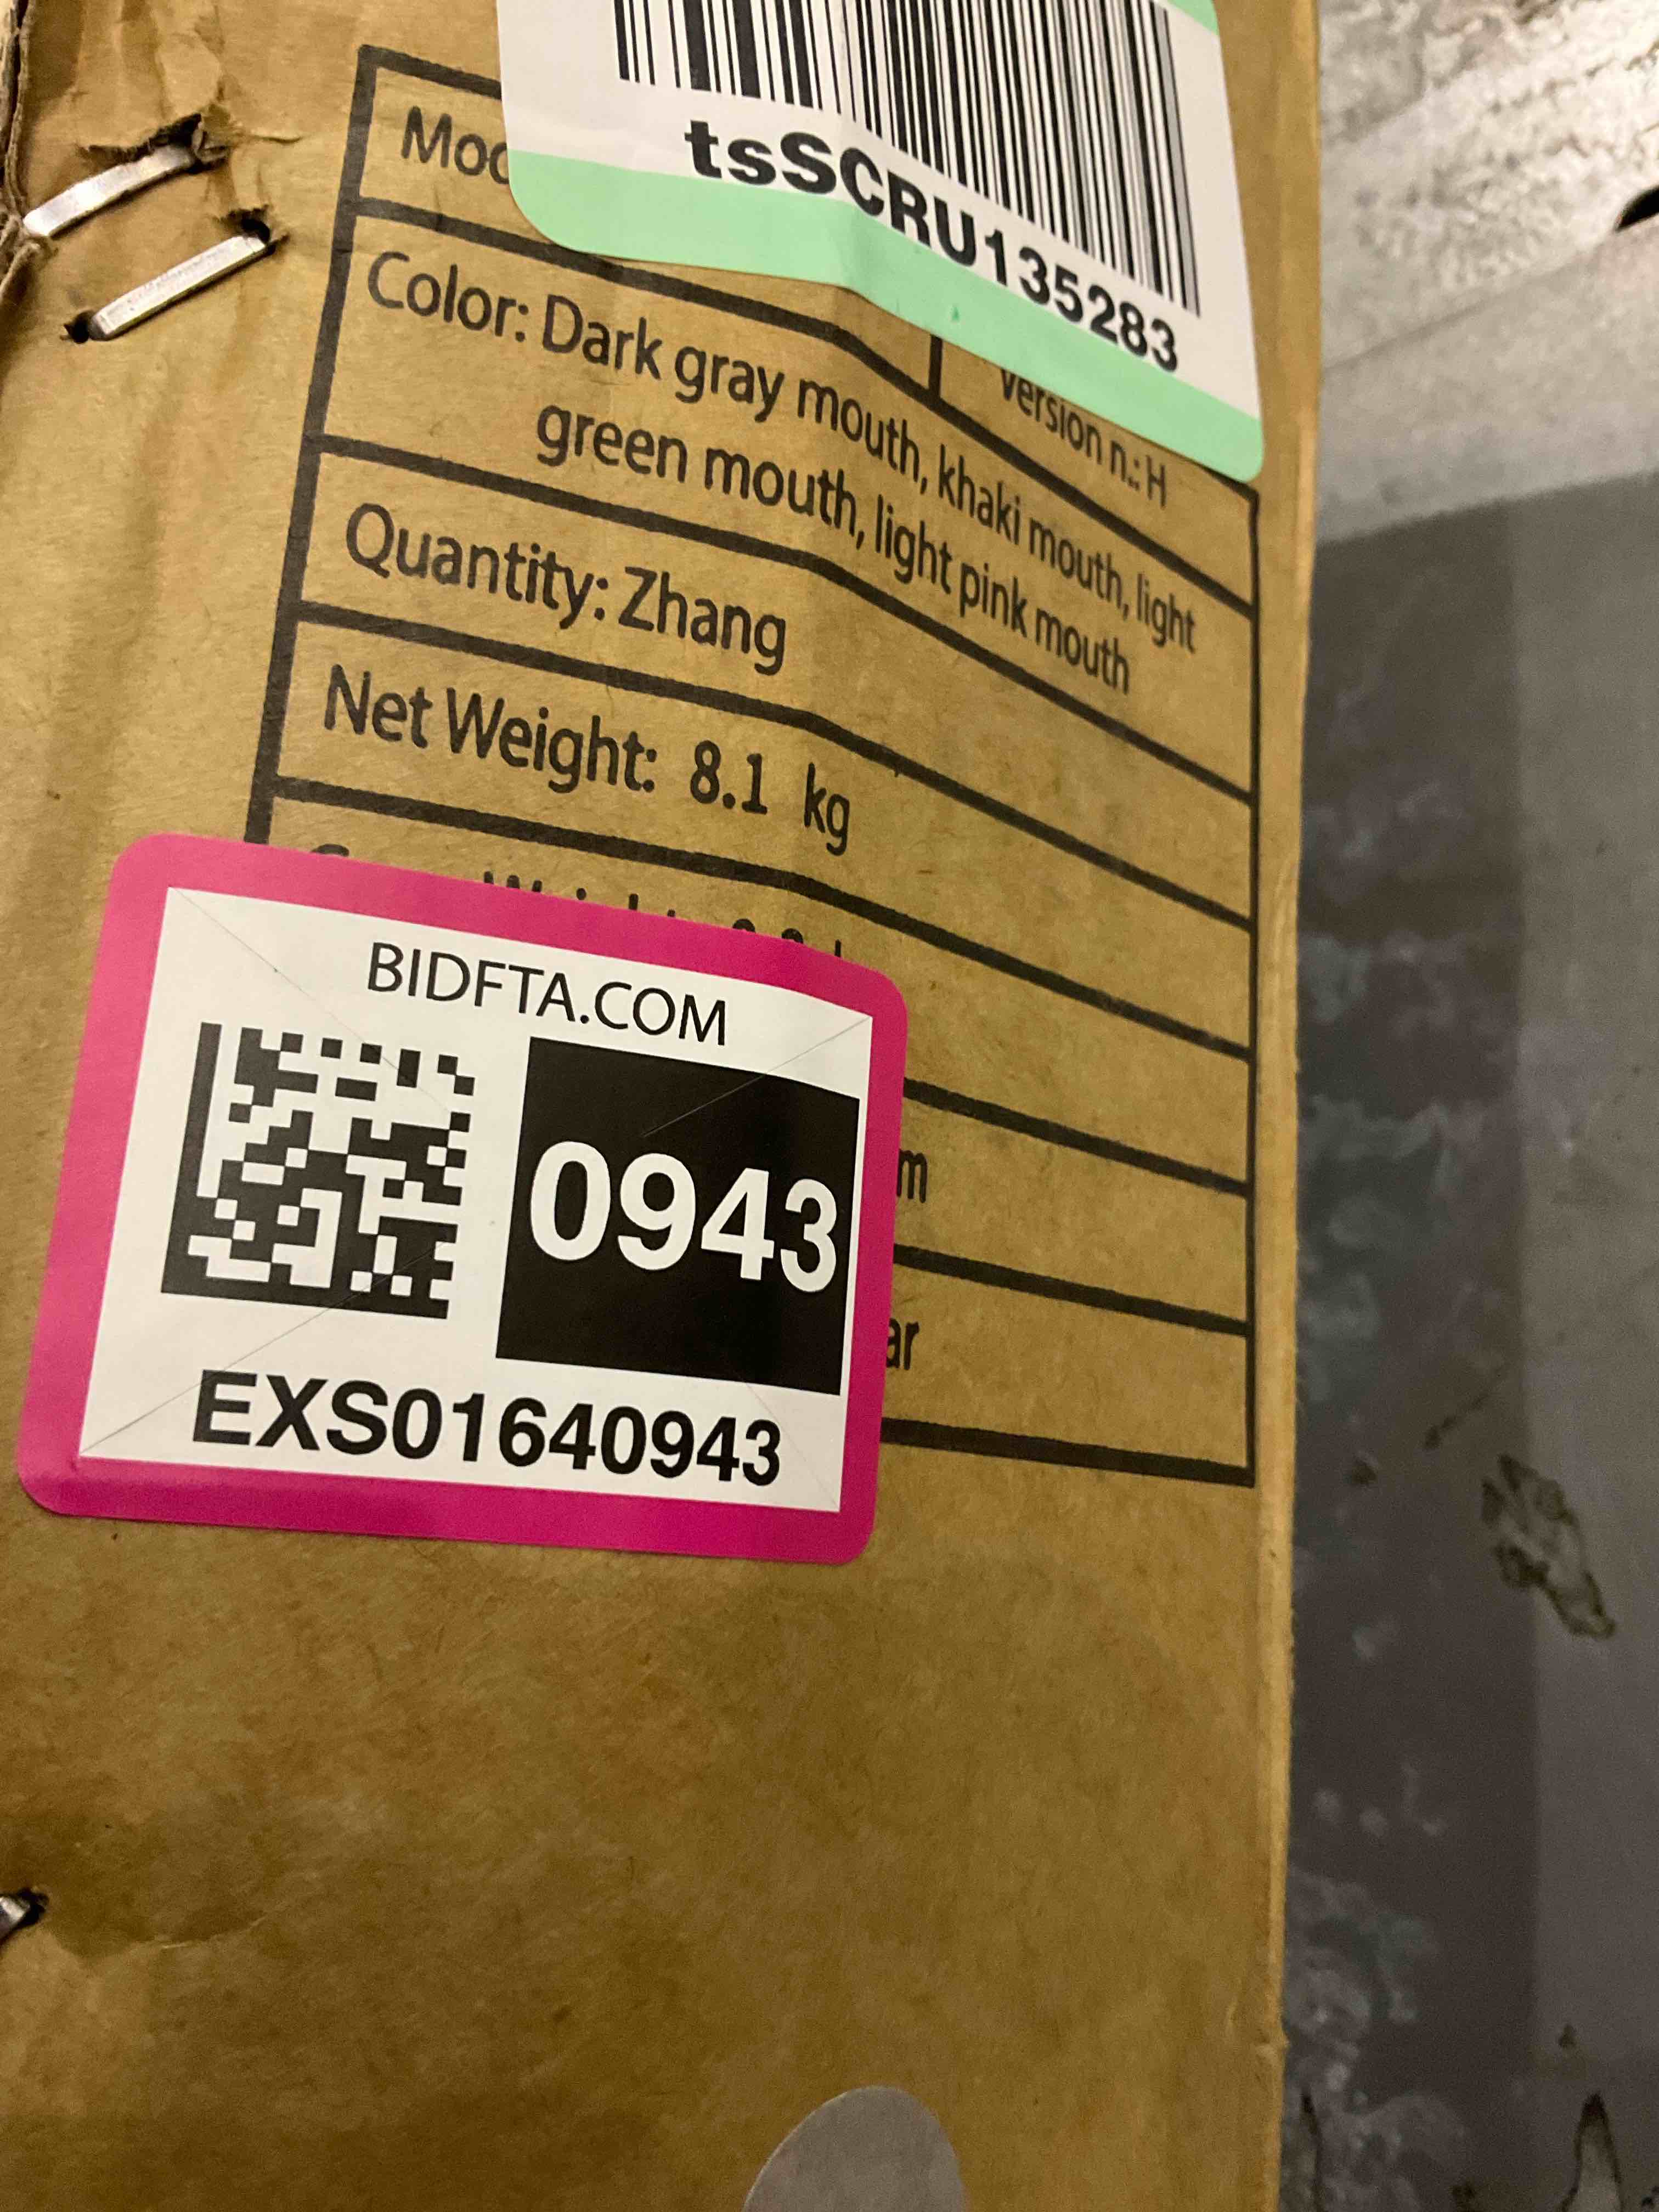 tsSCRU135283
Version n.: H
Color: Dark gray mouth, khaki mouth, light
green mouth, light pink mouth
Quantity: Zhang
Net Weight: 8.1 kg
BIDFTA.COM
0943
EXS01640943